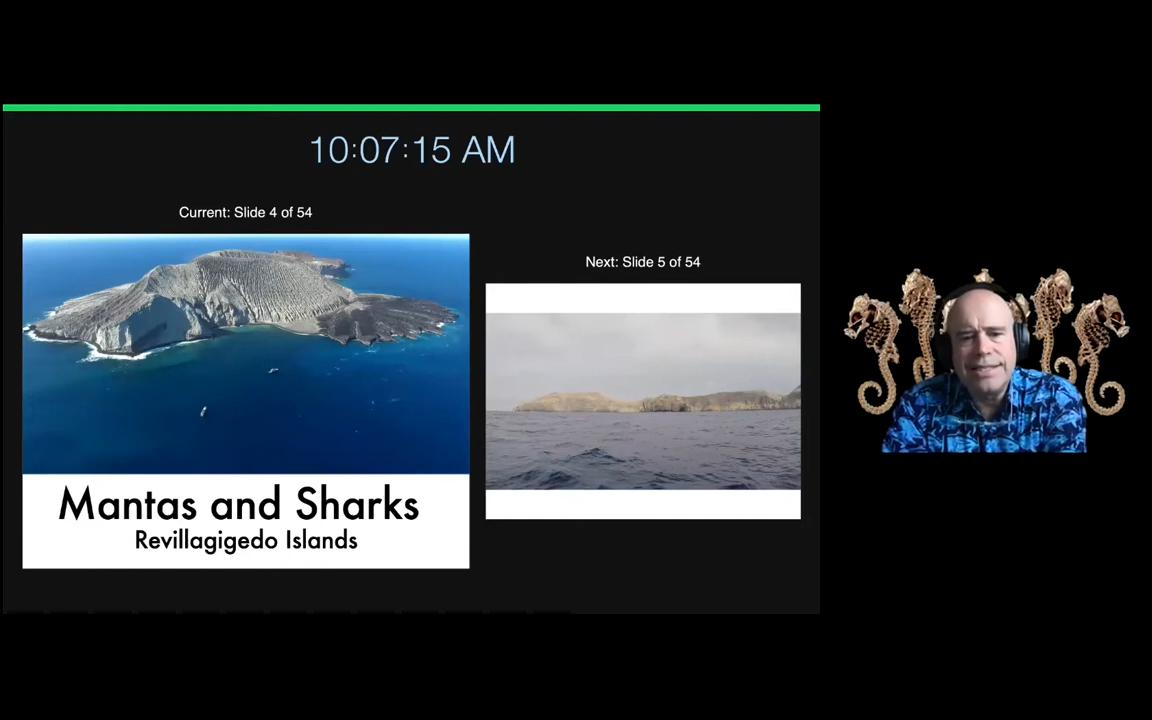 10:07:15 AM
Current: Slide 4 of 54
Next: Slide 5 of 54
Mantas and Sharks
Revillagigedo Islands